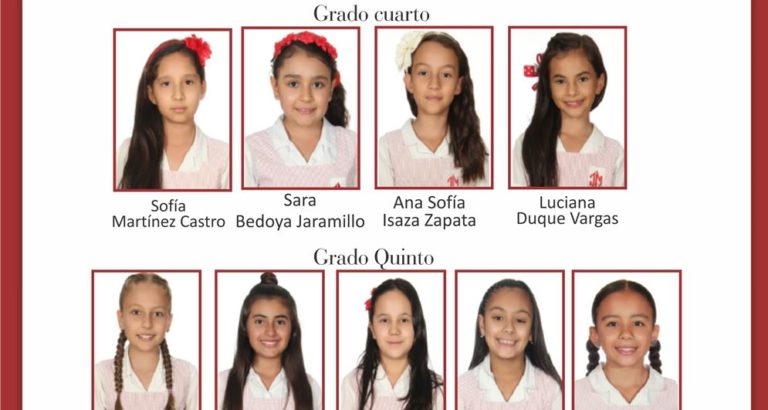 Grado cuarto
Sofía
Martínez Castro
Sara
Bedoya Jaramillo
Ana Sofía
Isaza Zapata
Luciana
Duque Vargas
Grado Quinto